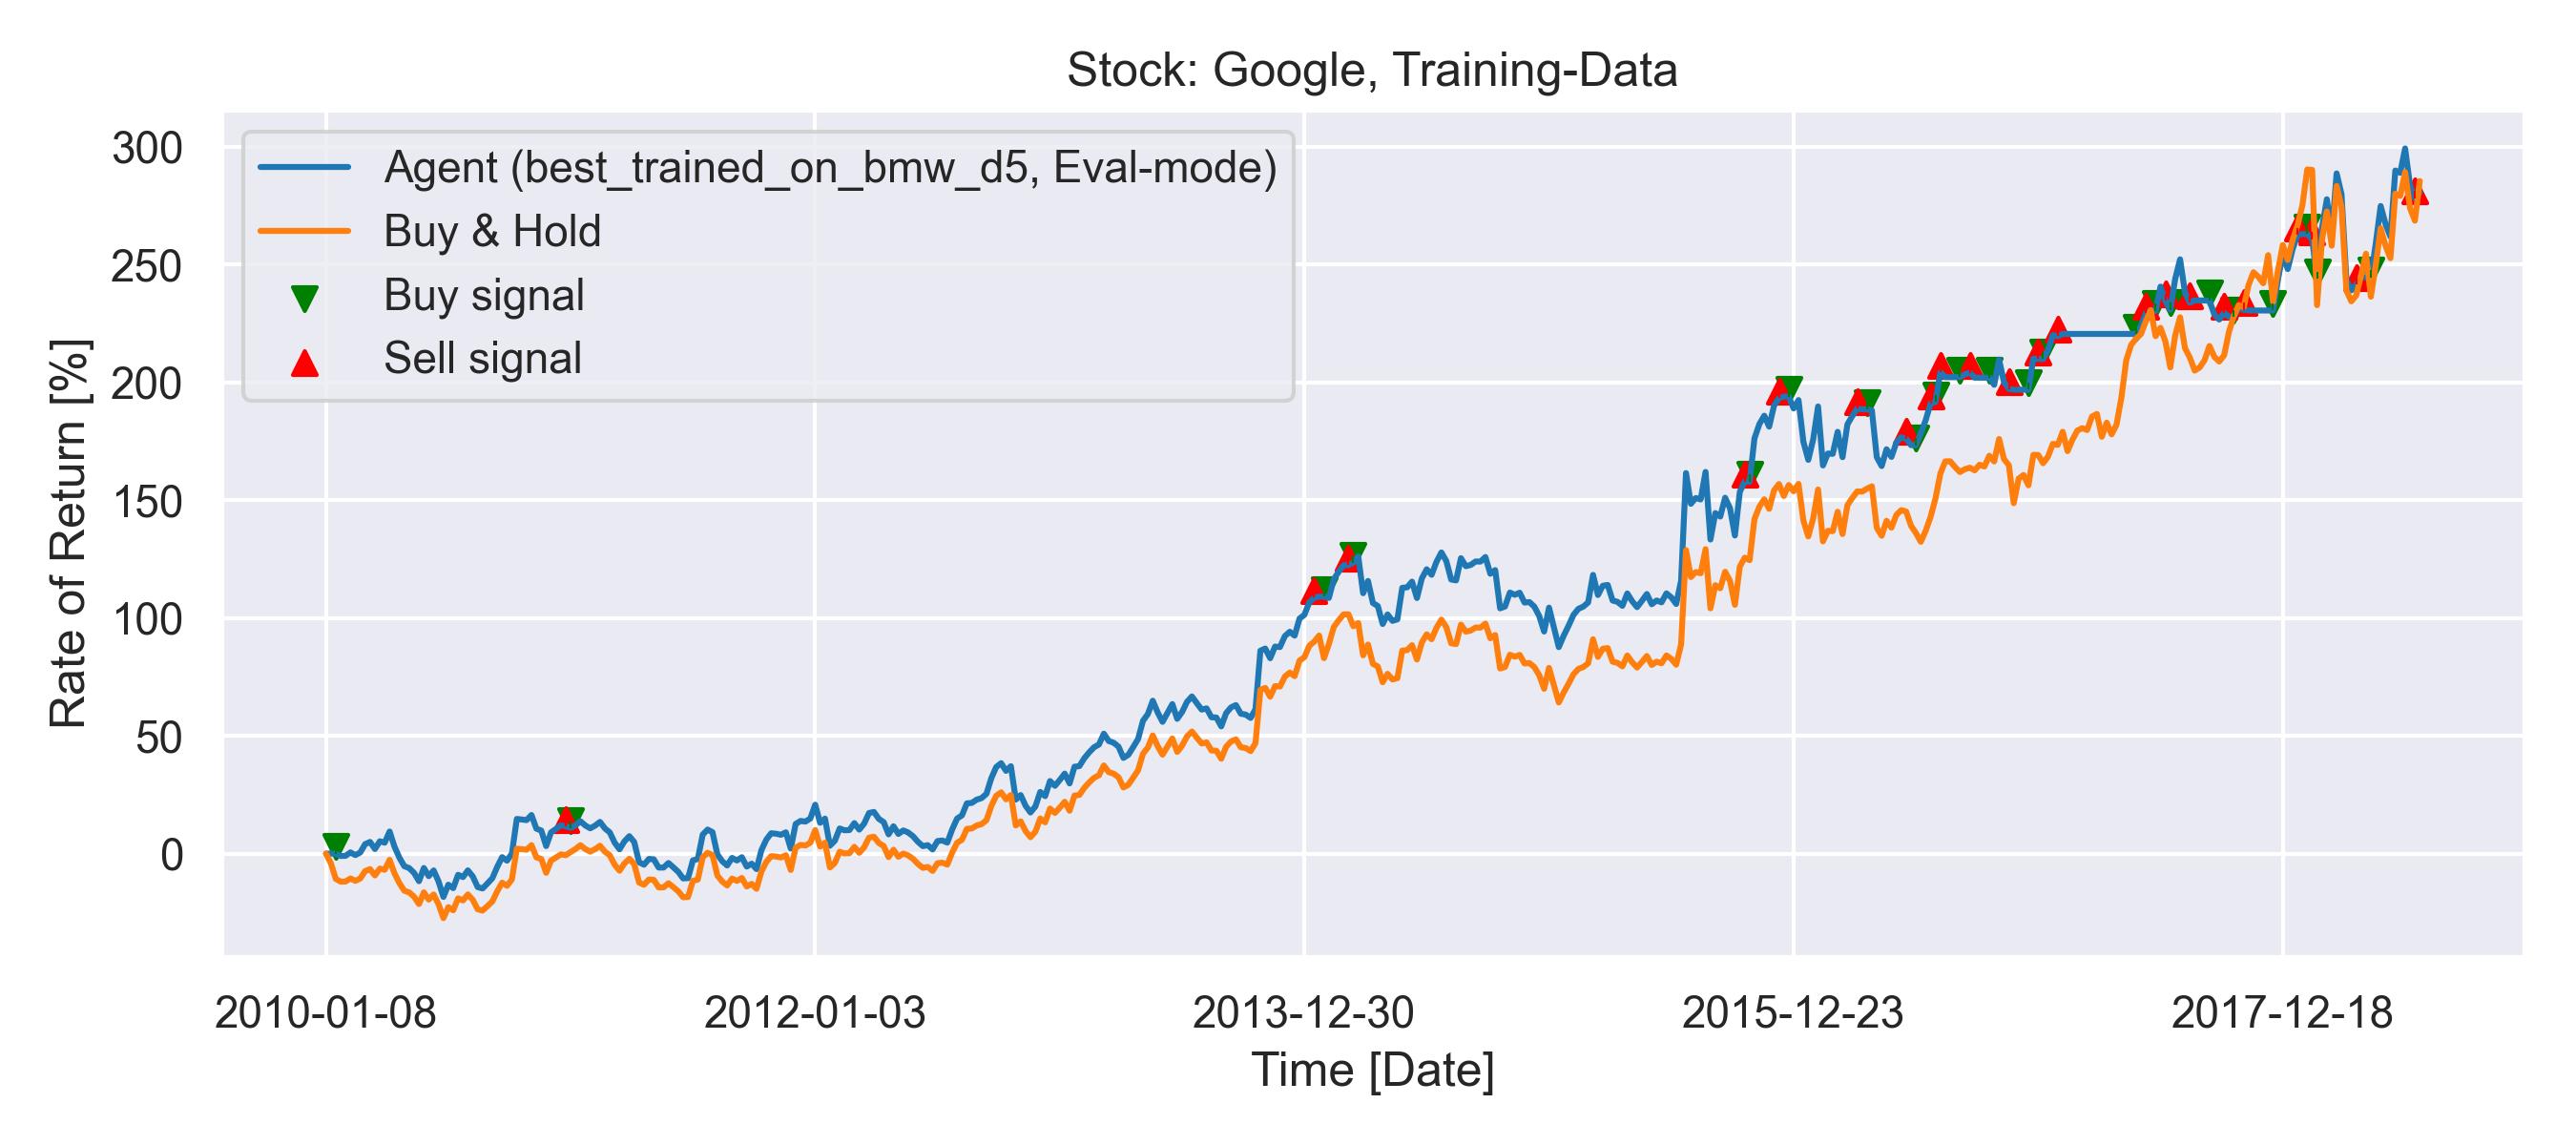 Stock: Google, Training-Data
Agent (best_trained_on_bmw_d5, Eval-mode)
Buy & Hold
Buy signal
Sell signal
Rate of Return [%]
300
250
200
150
100
50
0
2010-01-08
2012-01-03
2013-12-30
2015-12-23
2017-12-18
Time [Date]